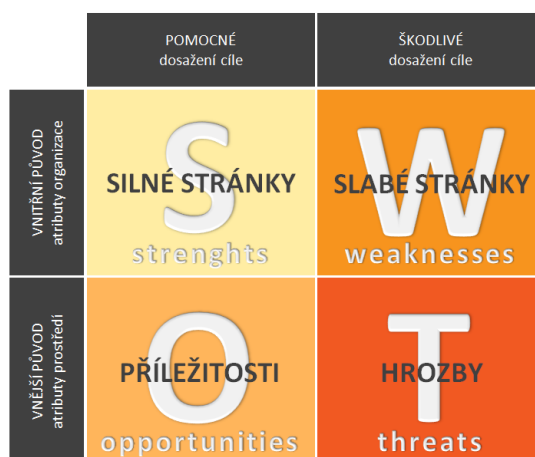 POMOCNÉ
dosažení cíle
ŠKODLIVÉ
dosažení cíle
VNITŘNÍ PŮVOD
atributy organizace
S
SILNÉ STRÁNKY
strenghts
W
SLABÉ STRÁNKY
weaknesses
VNĚJŠÍ PŮVOD
atributy prostředí
O
PŘÍLEŽITOSTI
opportunities
T
HROZBY
threats